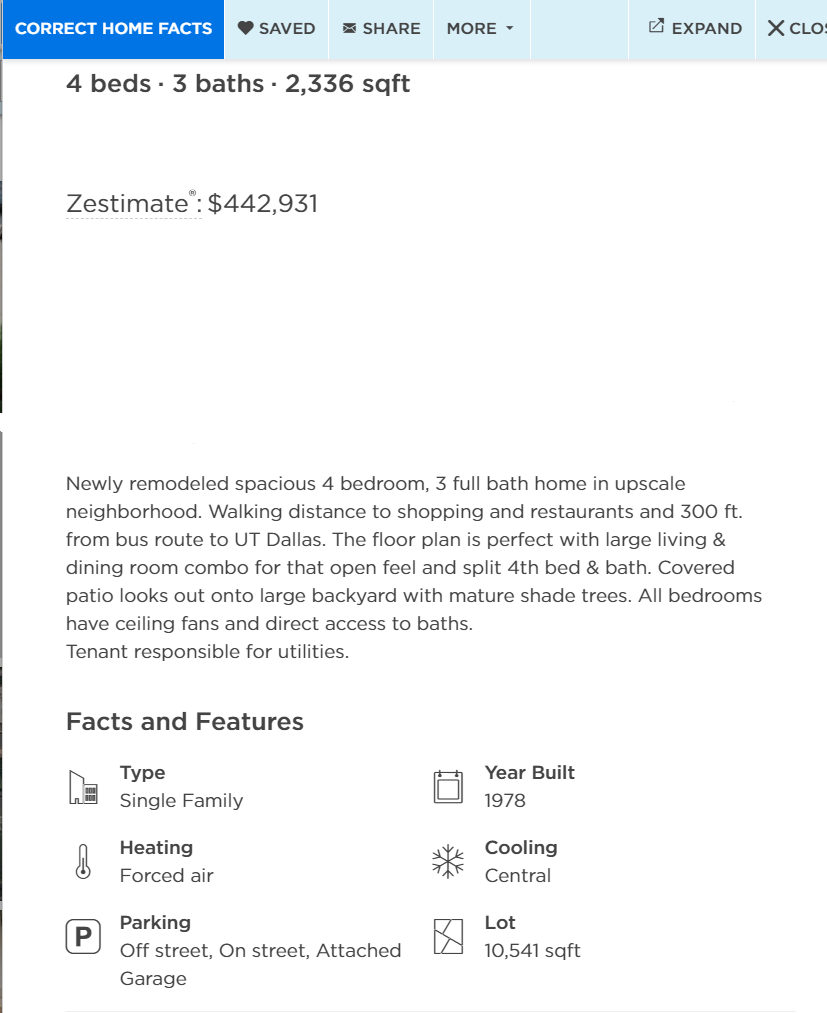 CORRECT HOME FACTS SAVED SHARE MORE EXPAND CLOS
4 beds · 3 baths · 2,336 sqft
Zestimate®: $442,931
Newly remodeled spacious 4 bedroom, 3 full bath home in upscale
neighborhood. Walking distance to shopping and restaurants and 300 ft.
from bus route to UT Dallas. The floor plan is perfect with large living &
dining room combo for that open feel and split 4th bed & bath. Covered
patio looks out onto large backyard with mature shade trees. All bedrooms
have ceiling fans and direct access to baths.
Tenant responsible for utilities.
Facts and Features
Type
Single Family
Year Built
1978
Heating
Forced air
Cooling
Central
P
Parking
Off street, On street, Attached
Garage
Lot
10,541 sqft